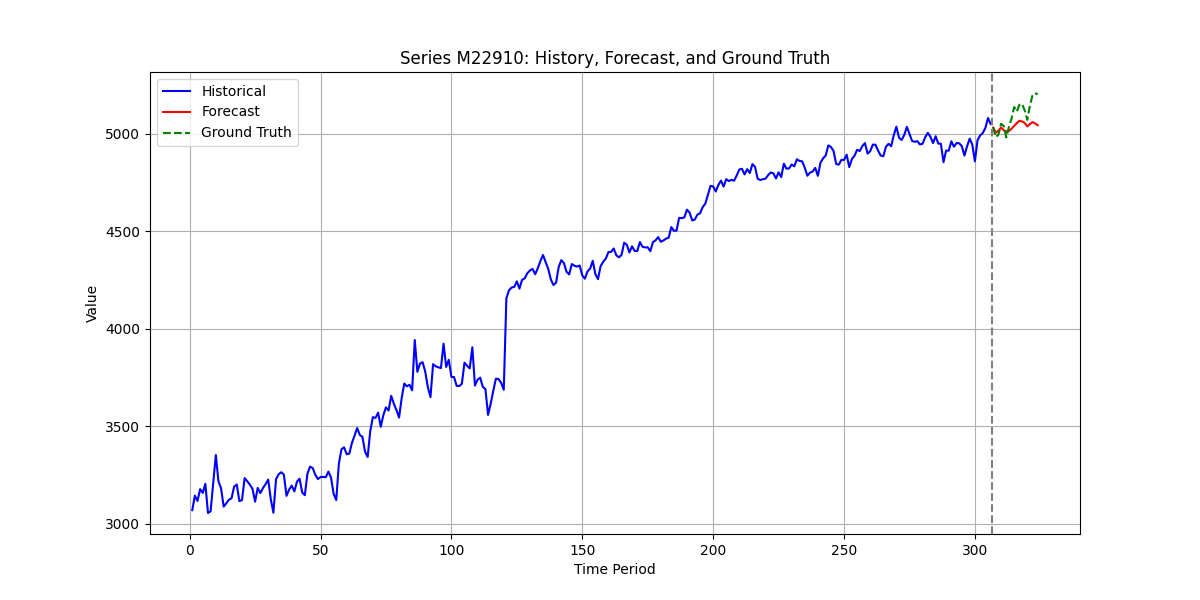 Series M22910: History, Forecast, and Ground Truth
Historical
Forecast
Ground Truth
5000
4500
4000
3500
3000
Value
0 50 100 150 200 250 300
Time Period